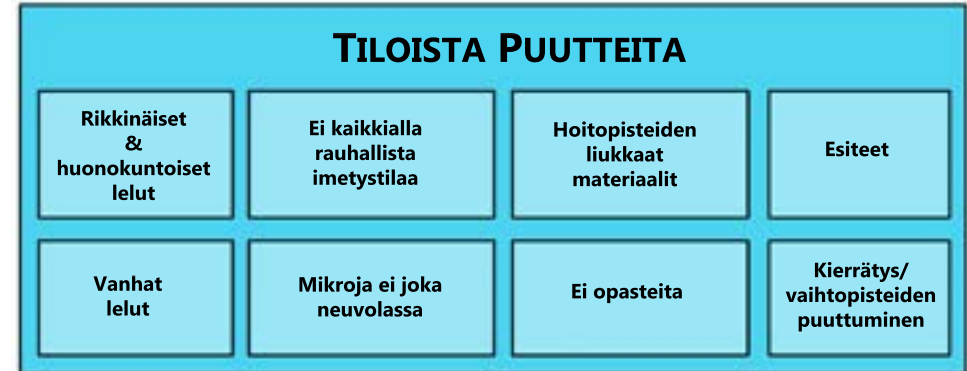 TILOISTA PUUTTEITA
Rikkinäiset
&
huonokuntoiset
lelut
Ei kaikkialla
rauhallista
imetystilaa
Hoitopisteiden
liukkaat
materiaalit
Esiteet
Vanhat
lelut
Mikroja ei joka
neuvolassa
Ei opasteita
Kierrätys/
vaihtopisteiden
puuttuminen